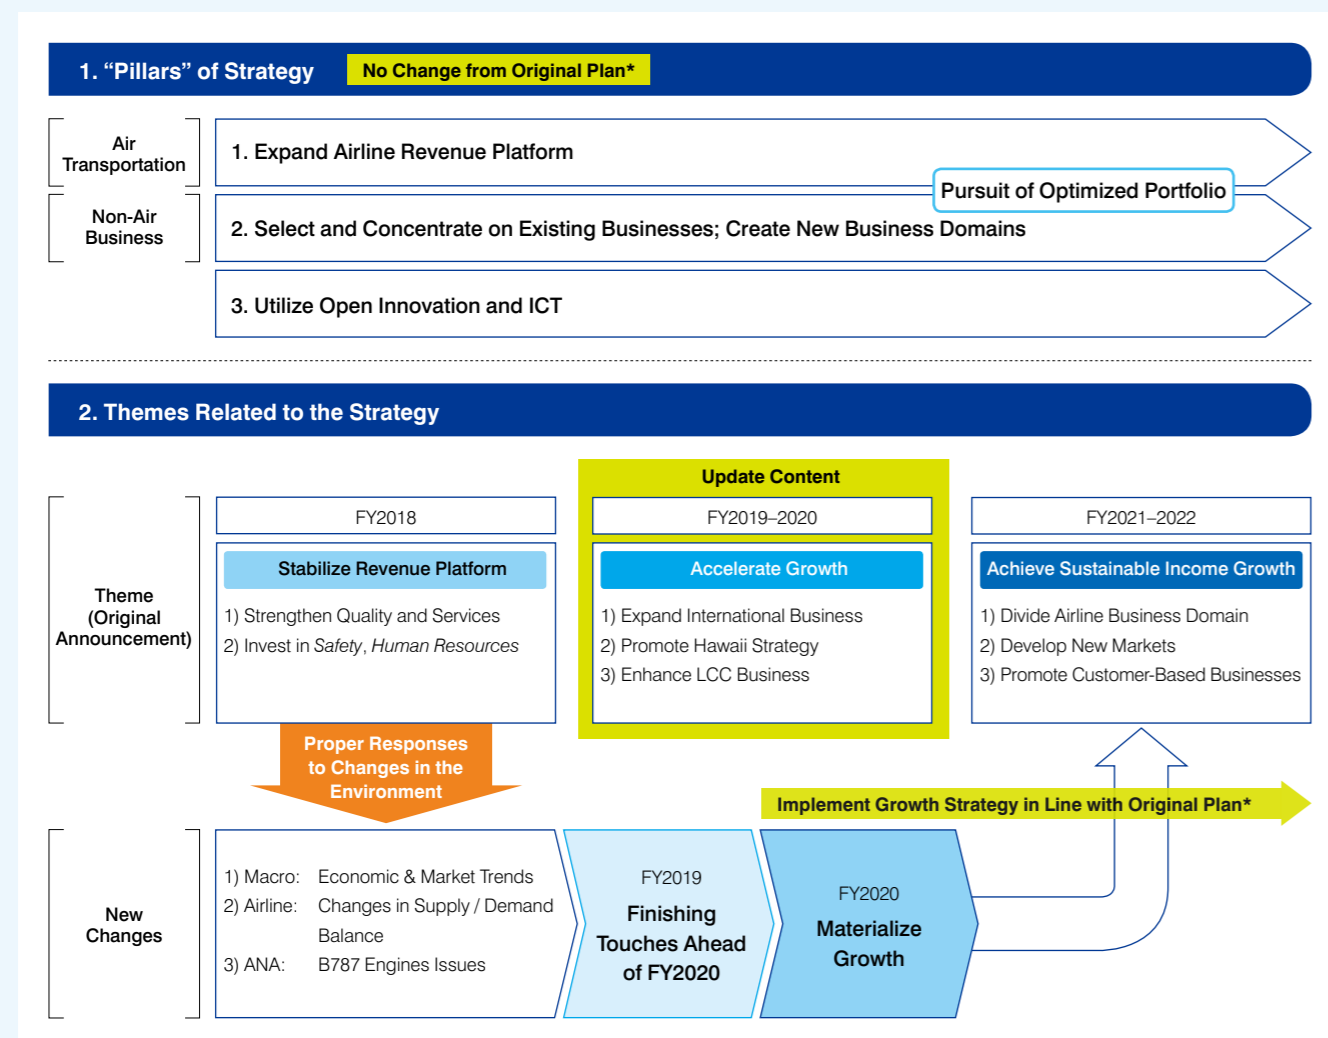 1. “Pillars” of Strategy
No Change from Original Plan*
Air
Transportation
1. Expand Airline Revenue Platform
Pursuit of Optimized Portfolio
Non-Air
Business
2. Select and Concentrate on Existing Businesses; Create New Business Domains
3. Utilize Open Innovation and ICT
2. Themes Related to the Strategy
Update Content
Theme
(Original
Announcement)
FY2018
Stabilize Revenue Platform
1) Strengthen Quality and Services
2) Invest in Safety, Human Resources
FY2019–2020
Accelerate Growth
1) Expand International Business
2) Promote Hawaii Strategy
3) Enhance LCC Business
FY2021–2022
Achieve Sustainable Income Growth
1) Divide Airline Business Domain
2) Develop New Markets
3) Promote Customer-Based Businesses
Proper Responses
to Changes in the
Environment
Implement Growth Strategy in Line with Original Plan*
New
Changes
1) Macro: Economic & Market Trends
2) Airline: Changes in Supply / Demand
Balance
3) ANA: B787 Engines Issues
FY2019
Finishing
Touches Ahead
of FY2020
FY2020
Materialize
Growth